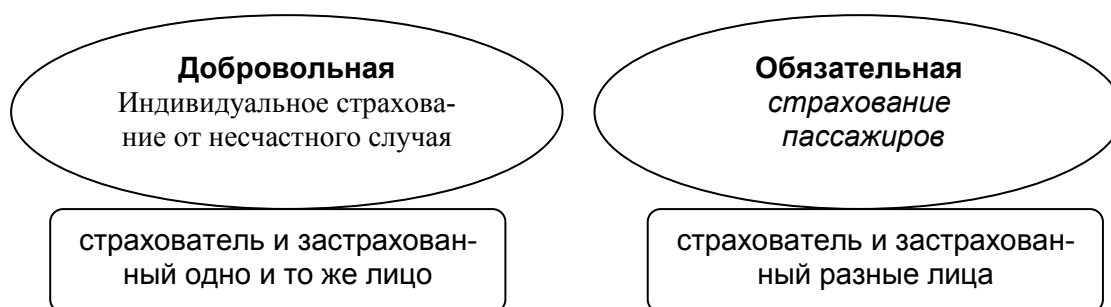 Добровольная
Индивидуальное страхова-
ние от несчастного случая
страхователь и застрахован-
ный одно и то же лицо
Обязательная
страхование
пассажиров
страхователь и застрахован-
ный разные лица